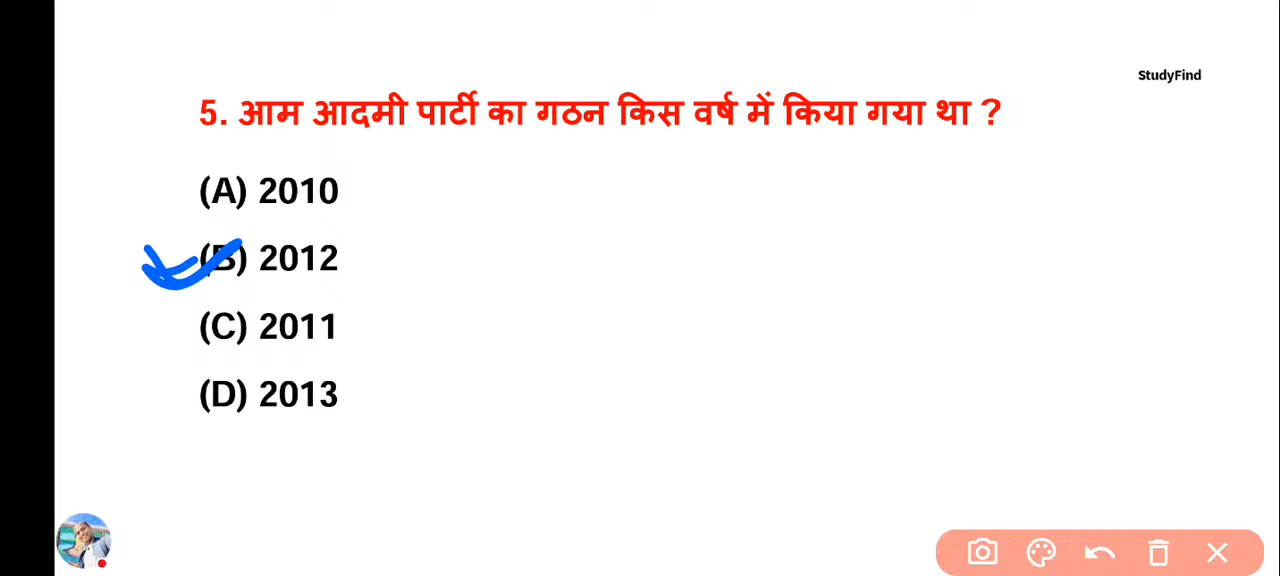 StudyFind
5. आम आदमी पार्टी का गठन किस वर्ष में किया गया था ?
(A) 2010
(B) 2012
(C) 2011
(D) 2013